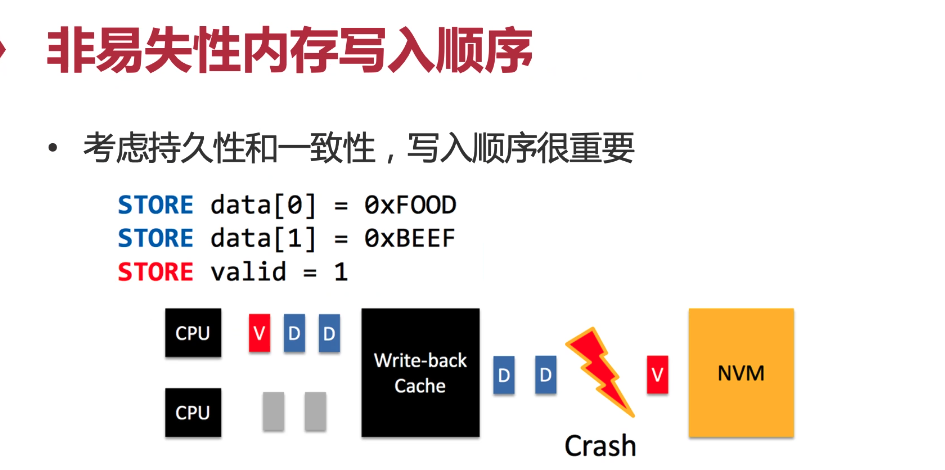 非易失性内存写入顺序
• 考虑持久性和一致性，写入顺序很重要
STORE data[0] = 0xFOOD
STORE data[1] = 0xBEEF
STORE valid = 1
CPU V D D
Write-back
Cache
D D V
NVM
CPU
Crash